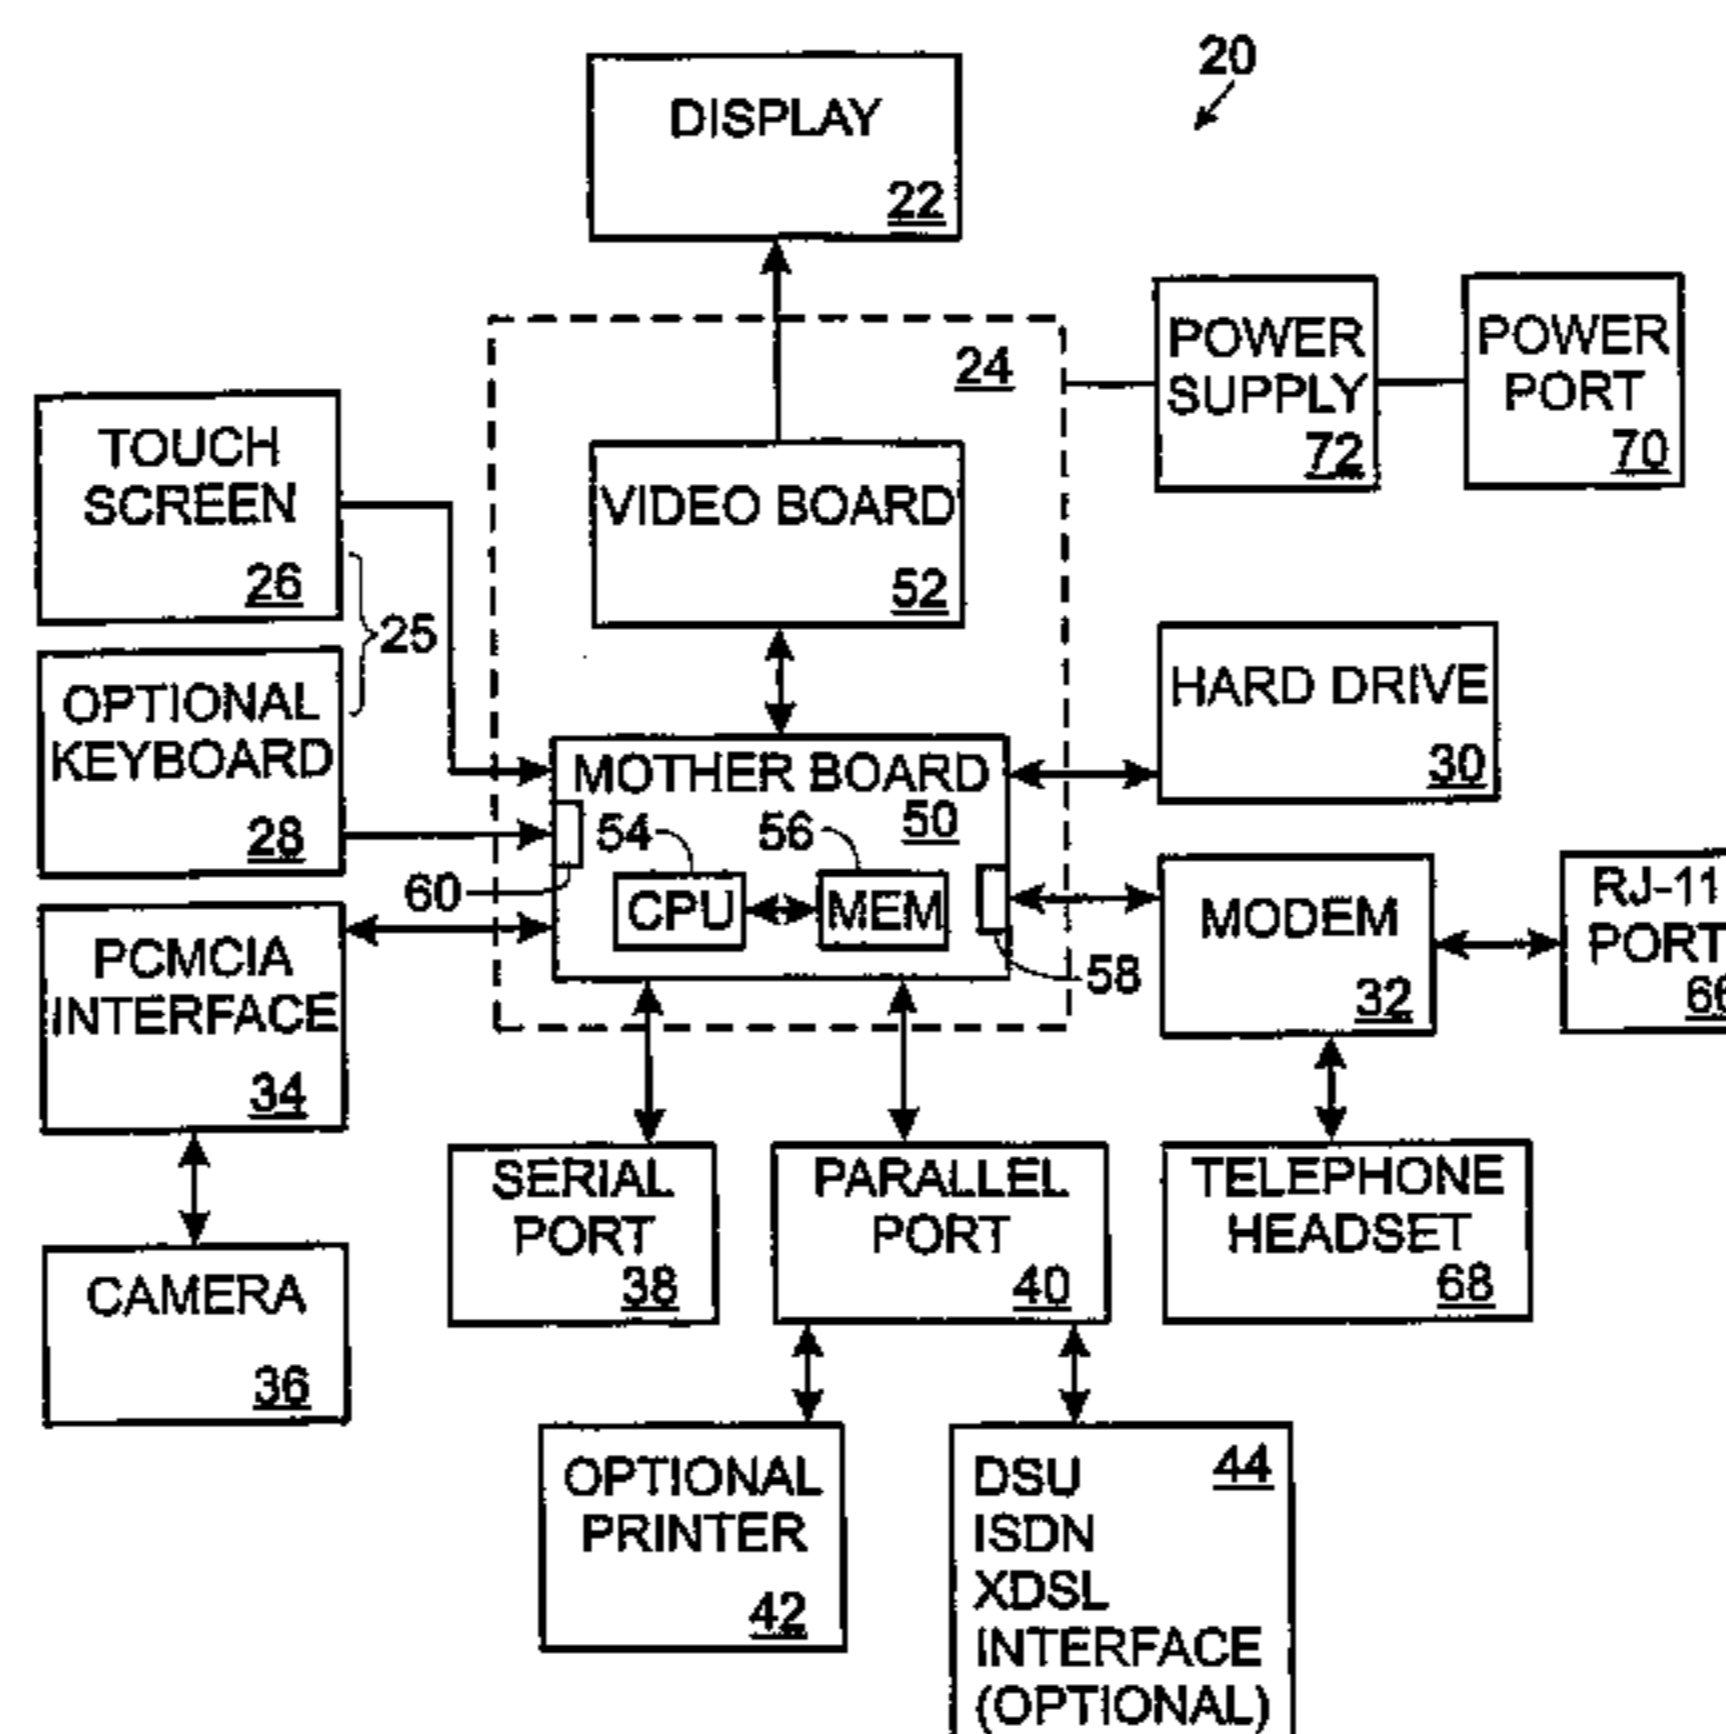 20
DISPLAY
22
24
POWER
SUPPLY
72
POWER
PORT
70
TOUCH
SCREEN
26
25
VIDEO BOARD
52
OPTIONAL
KEYBOARD
28
HARD DRIVE
30
MOTHER BOARD
50
54
56
60
CPU
MEM
58
MODEM
32
RJ-11
PORT
PCMCIA
INTERFACE
34
SERIAL
PORT
38
PARALLEL
PORT
40
TELEPHONE
HEADSET
68
CAMERA
36
OPTIONAL
PRINTER
42
44
DSU
ISDN
XDSL
INTERFACE
(OPTIONAL)